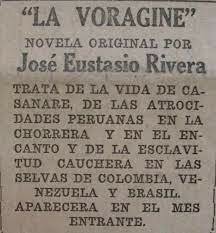 "LA VORAGINE"
NOVELA ORIGINAL POR
José Eustasio Rivera
TRATA DE LA VIDA DE CA-
SANARE, DE LAS ATROCI-
DADES PERUANAS EN LA
CHORRERA Y EN EL EN-
CANTO Y DE LA ESCLAVI-
TUD CAUCHERA EN LAS
SELVAS DE COLOMBIA, VE-
NEZUELA Y BRASIL.
APARECERA EN EL MES
ENTRANTE.